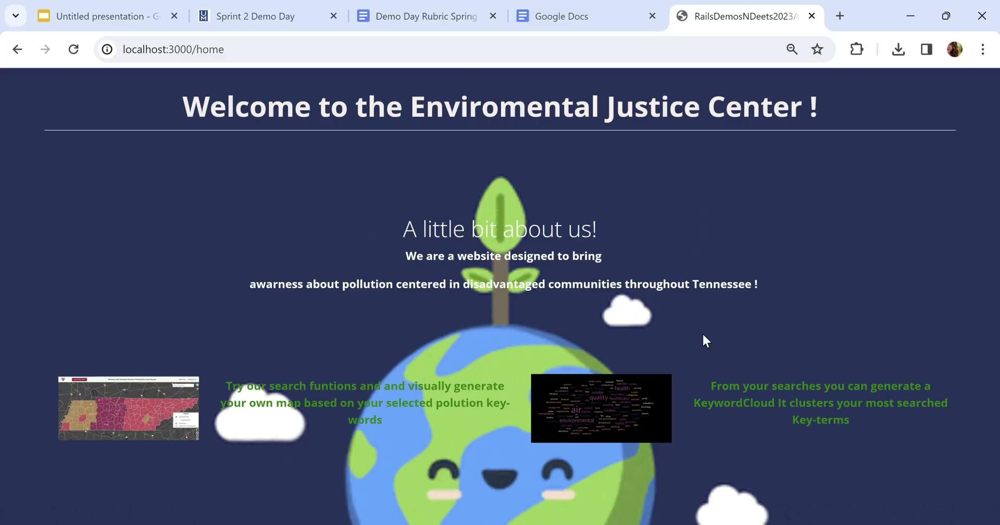 Untitled presentation - G
Sprint 2 Demo Day
Demo Day Rubric Spring
Google Docs
RailsDemosNDeets2023A
localhost:3000/home
Welcome to the Enviromental Justice Center !
A little bit about us!
We are a website designed to bring
awarness about pollution centered in disadvantaged communities throughout Tennessee !
Try our search funtions and and visually generate
your own map based on your selected polution key-
words
health
smoke
quality
healthcare
air
social
wildfire
environmental
media
From your searches you can generate a
KeywordCloud It clusters your most searched
Key-terms